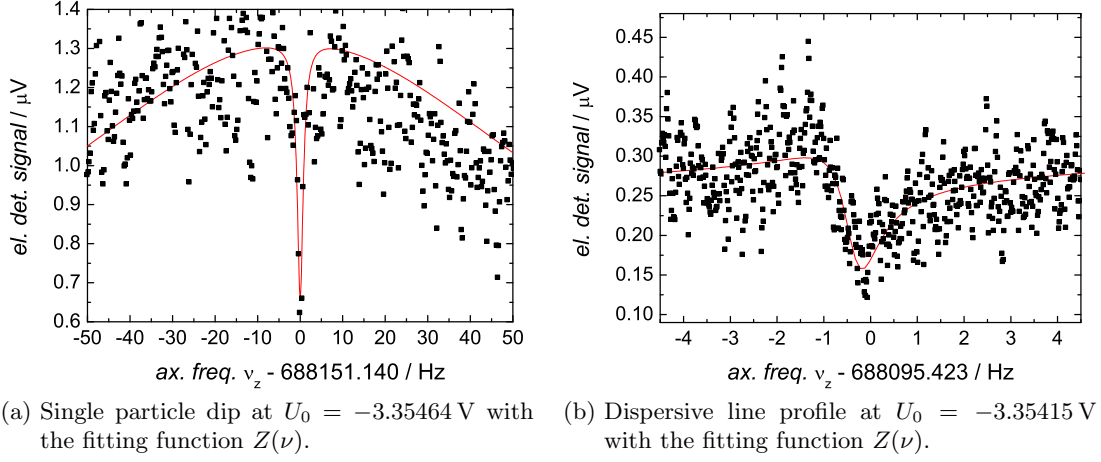 1.4
1.3
1.2
1.1
1.0
0.9
0.8
0.7
0.6
el. det. signal / μV
-50 -40 -30 -20 -10 0 10 20 30 40 50
ax. freq. ν_z - 688151.140 / Hz
(a) Single particle dip at U_0 = −3.35464 V with
the fitting function Z(ν).
0.45
0.40
0.35
0.30
0.25
0.20
0.15
0.10
el. det. signal / μV
-4 -3 -2 -1 0 1 2 3 4
ax. freq. ν_z - 688095.423 / Hz
(b) Dispersive line profile at U_0 = −3.35415 V
with the fitting function Z(ν).